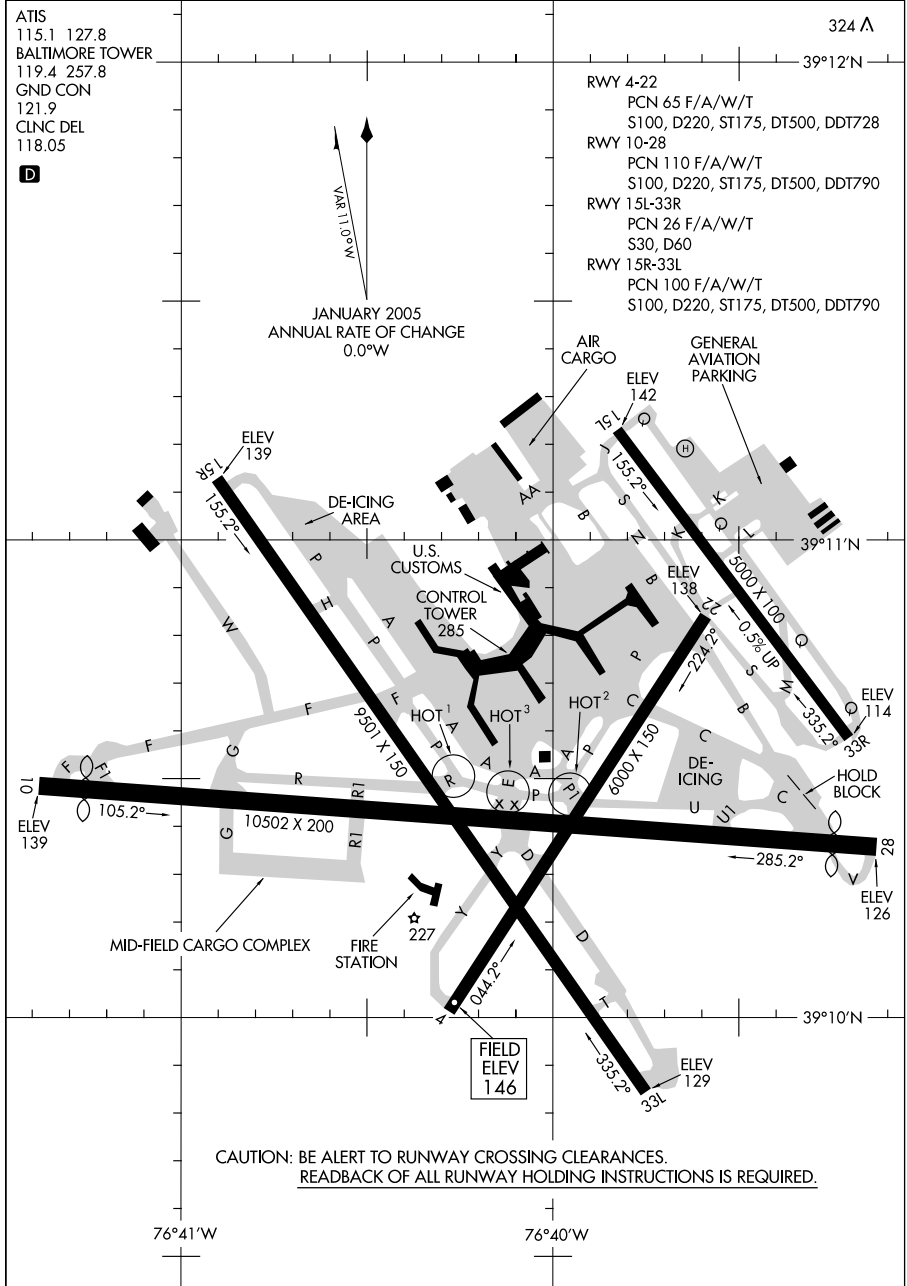 ATIS
115.1 127.8
BALTIMORE TOWER
119.4 257.8
GND CON
121.9
CLNC DEL
118.05
D
324
39°12'N
RWY 4-22
PCN 65 F/A/W/T
S100, D220, ST175, DT500, DDT728
RWY 10-28
PCN 110 F/A/W/T
S100, D220, ST175, DT500, DDT790
RWY 15L-33R
PCN 26 F/A/W/T
S30, D60
RWY 15R-33L
PCN 100 F/A/W/T
S100, D220, ST175, DT500, DDT790
VAR 11.0°W
JANUARY 2005
ANNUAL RATE OF CHANGE
0.0°W
AIR
CARGO
GENERAL
AVIATION
PARKING
ELEV
142
15L
Q
H
155.2°
J
ELEV
139
15R
155.2°
DE-ICING
AREA
AA
B
S
N
K
K
Q
L
39°11'N
U.S.
CUSTOMS
CONTROL
TOWER
285
P
H
A
P
W
B
ELEV
138
22
224.2°
5000 X 100
0.5% UP
Q
P
S
M
335.2°
33R
Q
ELEV
114
F
F
F
G
9501 X 150
HOT 1
HOT 3
HOT 2
A
P
A
A
A
P
C
C
B
6000 X 150
DE-
ICING
HOLD
BLOCK
C
F
F1
R
R1
R
E
X X
P
P1
U
U1
10
105.2°
ELEV
139
10502 X 200
G
R1
Y
D
285.2°
28
V
ELEV
126
MID-FIELD CARGO COMPLEX
FIRE
STATION
227
Y
D
T
044.2°
4
39°10'N
FIELD
ELEV
146
335.2°
33L
ELEV
129
CAUTION: BE ALERT TO RUNWAY CROSSING CLEARANCES.
READBACK OF ALL RUNWAY HOLDING INSTRUCTIONS IS REQUIRED.
76°41'W
76°40'W